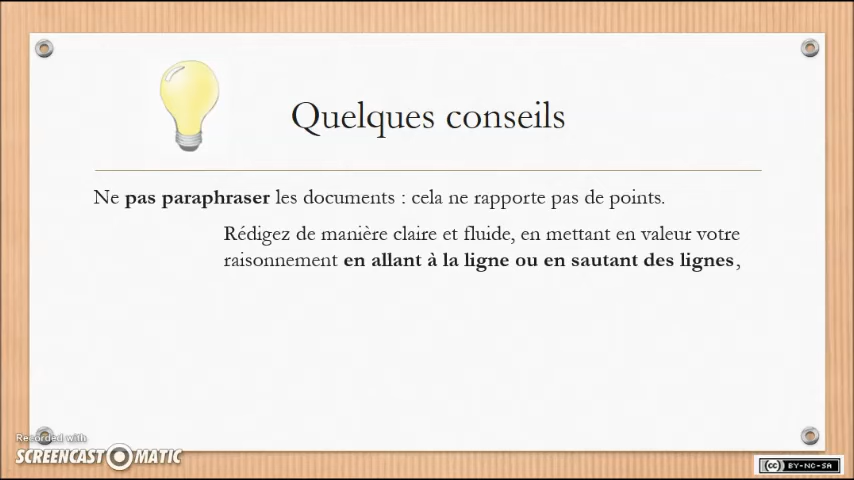 Quelques conseils
Ne pas paraphraser les documents : cela ne rapporte pas de points.
Rédigez de manière claire et fluide, en mettant en valeur votre
raisonnement en allant à la ligne ou en sautant des lignes,
Recorded with
SCREENCAST-O-MATIC
cc BY-NC-SA